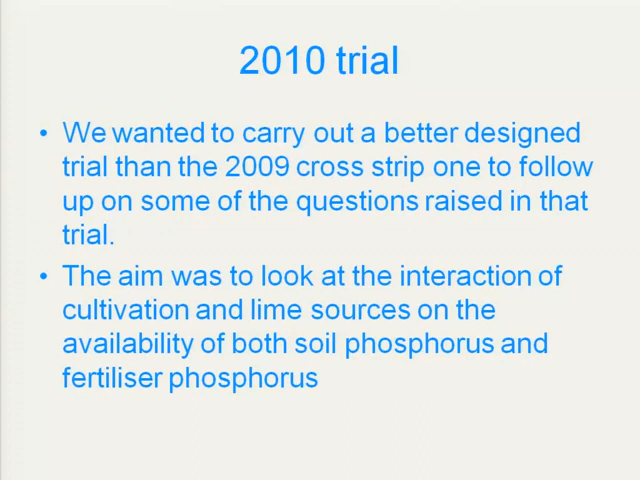 2010 trial
• We wanted to carry out a better designed
trial than the 2009 cross strip one to follow
up on some of the questions raised in that
trial.
• The aim was to look at the interaction of
cultivation and lime sources on the
availability of both soil phosphorus and
fertiliser phosphorus